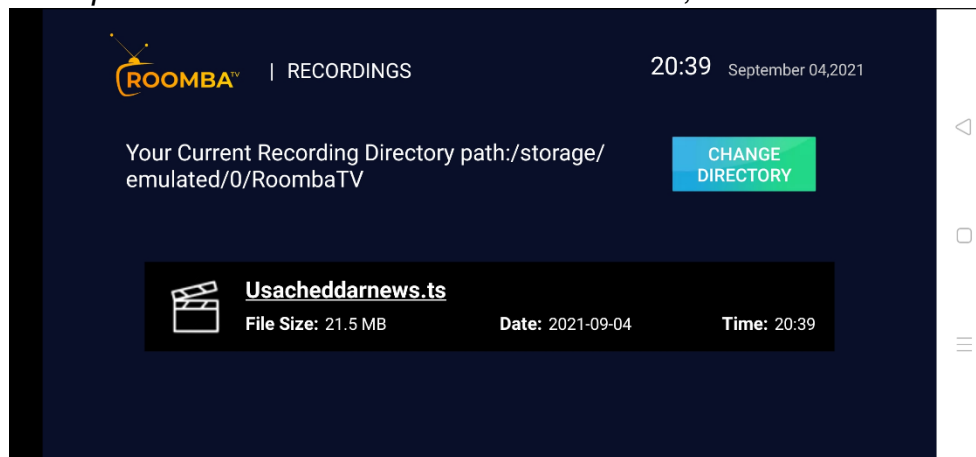 ROOMBA TV | RECORDINGS 20:39 September 04,2021
Your Current Recording Directory path:/storage/
emulated/0/RoombaTV
CHANGE
DIRECTORY
Usacheddarnews.ts
File Size: 21.5 MB Date: 2021-09-04 Time: 20:39